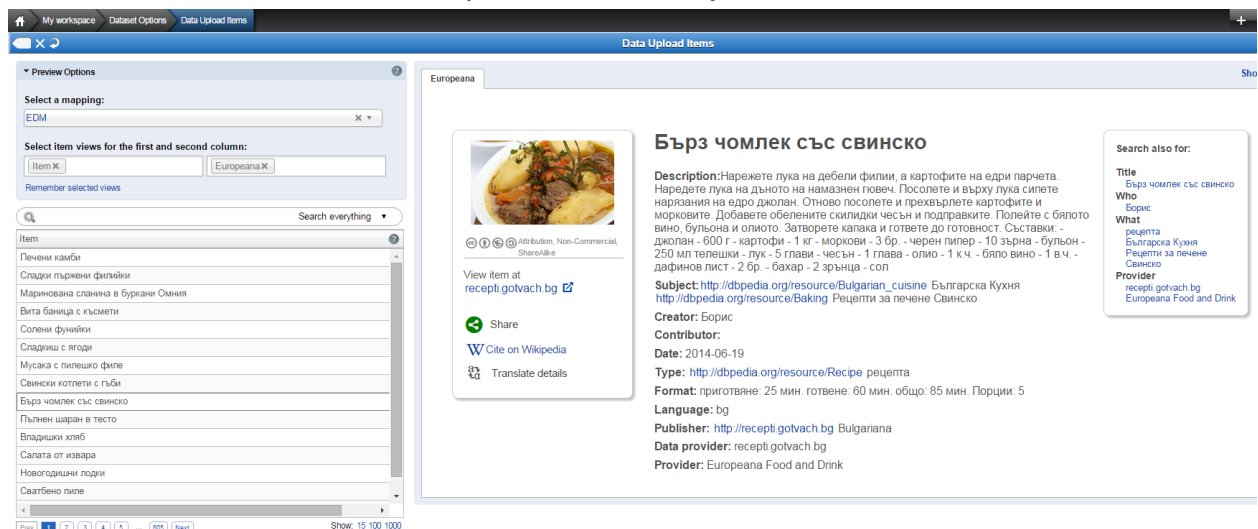 My workspace Dataset Options Data Upload Items +
Data Upload Items
Preview Options ?
Select a mapping:
EDM
Select item views for the first and second column:
Item Europeana
Remember selected views
Search everything
Item ?
Печени камби
Сладки пържени филийки
Маринована сланина в буркани Омния
Вита баница с късмети
Солени фунийки
Сладкиш с ягоди
Мусака с пилешко филе
Свински котлети с гъби
Бърз чомлек със свинско
Пълнен шаран в тесто
Владишки хляб
Салата от извара
Новогодишни лодки
Сватбено пиле
Prev 1 2 3 4 5 ... 605 Next Show: 15 100 1000
Europeana
Sho
Attribution, Non-Commercial,
ShareAlike
View item at
recepti.gotvach.bg
Share
Cite on Wikipedia
Translate details
Бърз чомлек със свинско
Description:Нарежете лука на дебели филии, а картофите на едри парчета.
Наредете лука на дъното на намазнен гювеч. Посолете и върху лука сипете
нарязания на едро джолан. Отново посолете и прехвърлете картофите и
морковите. Добавете обелените скилидки чесън и подправките. Полейте с бялото
вино, бульона и олиото. Затворете капака и гответе до готовност. Съставки: -
джолан - 600 г - картофи - 1 кг - моркови - 3 бр. - черен пипер - 10 зърна - бульон -
250 мл телешки - лук - 5 глави - чесън - 1 глава - олио - 1 к.ч. - бяло вино - 1 в.ч. -
дафинов лист - 2 бр. - бахар - 2 зрънца - сол
Subject: http://dbpedia.org/resource/Bulgarian_cuisine Българска Кухня
http://dbpedia.org/resource/Baking Рецепти за печене Свинско
Creator: Борис
Contributor:
Date: 2014-06-19
Type: http://dbpedia.org/resource/Recipe рецепта
Format: приготвяне: 25 мин. готвене: 60 мин. общо: 85 мин. Порции: 5
Language: bg
Publisher: http://recepti.gotvach.bg Bulgariana
Data provider: recepti.gotvach.bg
Provider: Europeana Food and Drink
Search also for:
Title
Бърз чомлек със свинско
Who
Борис
What
рецепта
Българска Кухня
Рецепти за печене
Свинско
Provider
recepti.gotvach.bg
Europeana Food and Drink